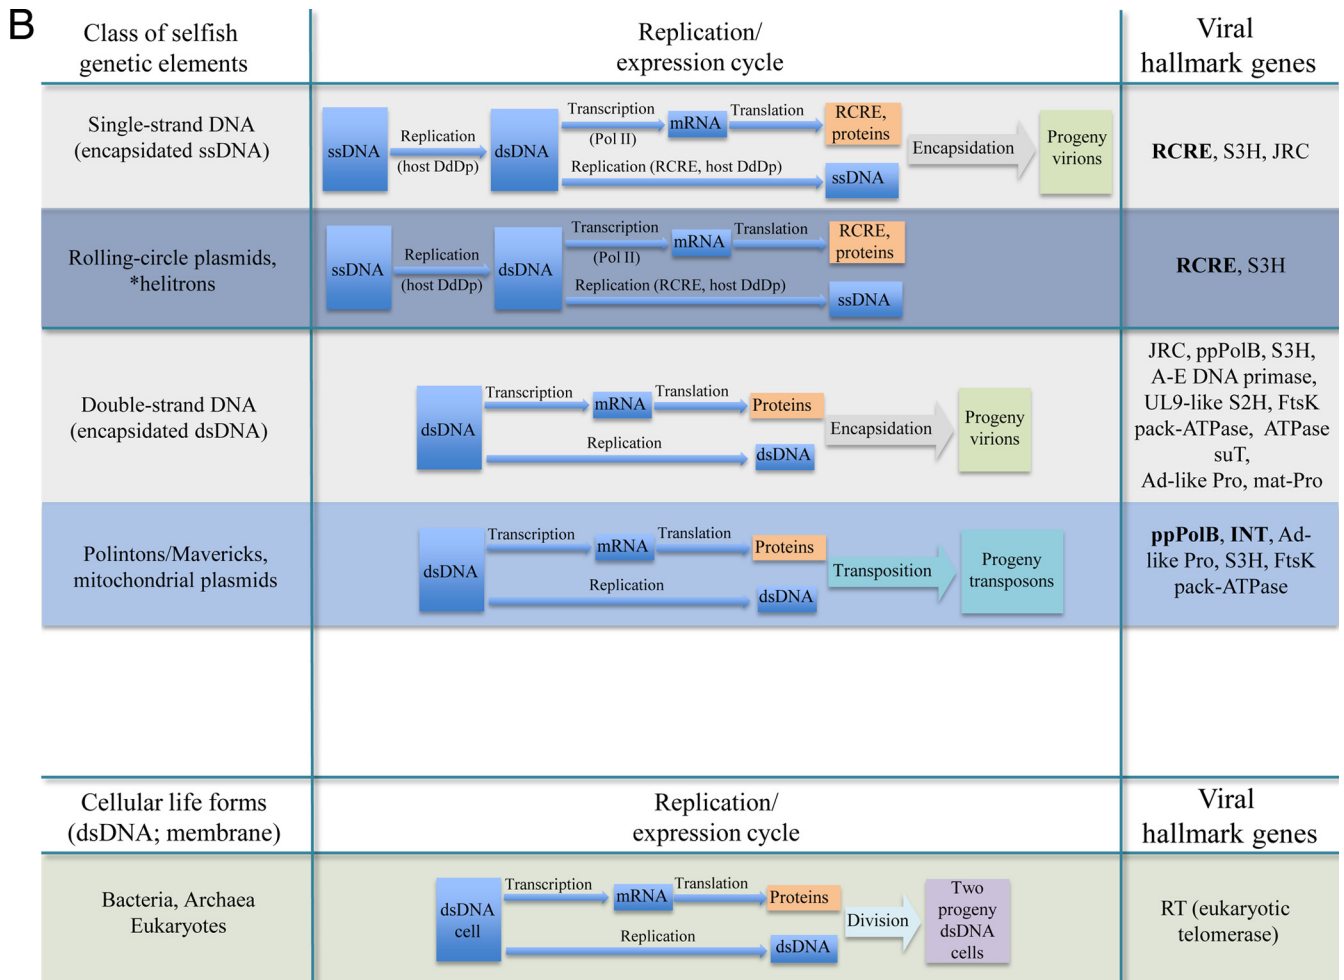 B
Class of selfish
genetic elements
Replication/
expression cycle
Viral
hallmark genes
Single-strand DNA
(encapsidated ssDNA)
ssDNA
Replication
(host DdDp)
dsDNA
Transcription
(Pol II)
mRNA
Translation
RCRE,
proteins
Replication (RCRE, host DdDp)
ssDNA
Encapsidation
Progeny
virions
RCRE, S3H, JRC
Rolling-circle plasmids,
*helitrons
ssDNA
Replication
(host DdDp)
dsDNA
Transcription
(Pol II)
mRNA
Translation
RCRE,
proteins
Replication (RCRE, host DdDp)
ssDNA
RCRE, S3H
Double-strand DNA
(encapsidated dsDNA)
dsDNA
Transcription
mRNA
Translation
Proteins
Replication
dsDNA
Encapsidation
Progeny
virions
JRC, ppPolB, S3H,
A-E DNA primase,
UL9-like S2H, FtsK
pack-ATPase, ATPase
suT,
Ad-like Pro, mat-Pro
Polintons/Mavericks,
mitochondrial plasmids
dsDNA
Transcription
mRNA
Translation
Proteins
Replication
dsDNA
Transposition
Progeny
transposons
ppPolB, INT, Ad-
like Pro, S3H, FtsK
pack-ATPase
Cellular life forms
(dsDNA; membrane)
Replication/
expression cycle
Viral
hallmark genes
Bacteria, Archaea
Eukaryotes
dsDNA
cell
Transcription
mRNA
Translation
Proteins
Replication
dsDNA
Division
Two
progeny
dsDNA
cells
RT (eukaryotic
telomerase)